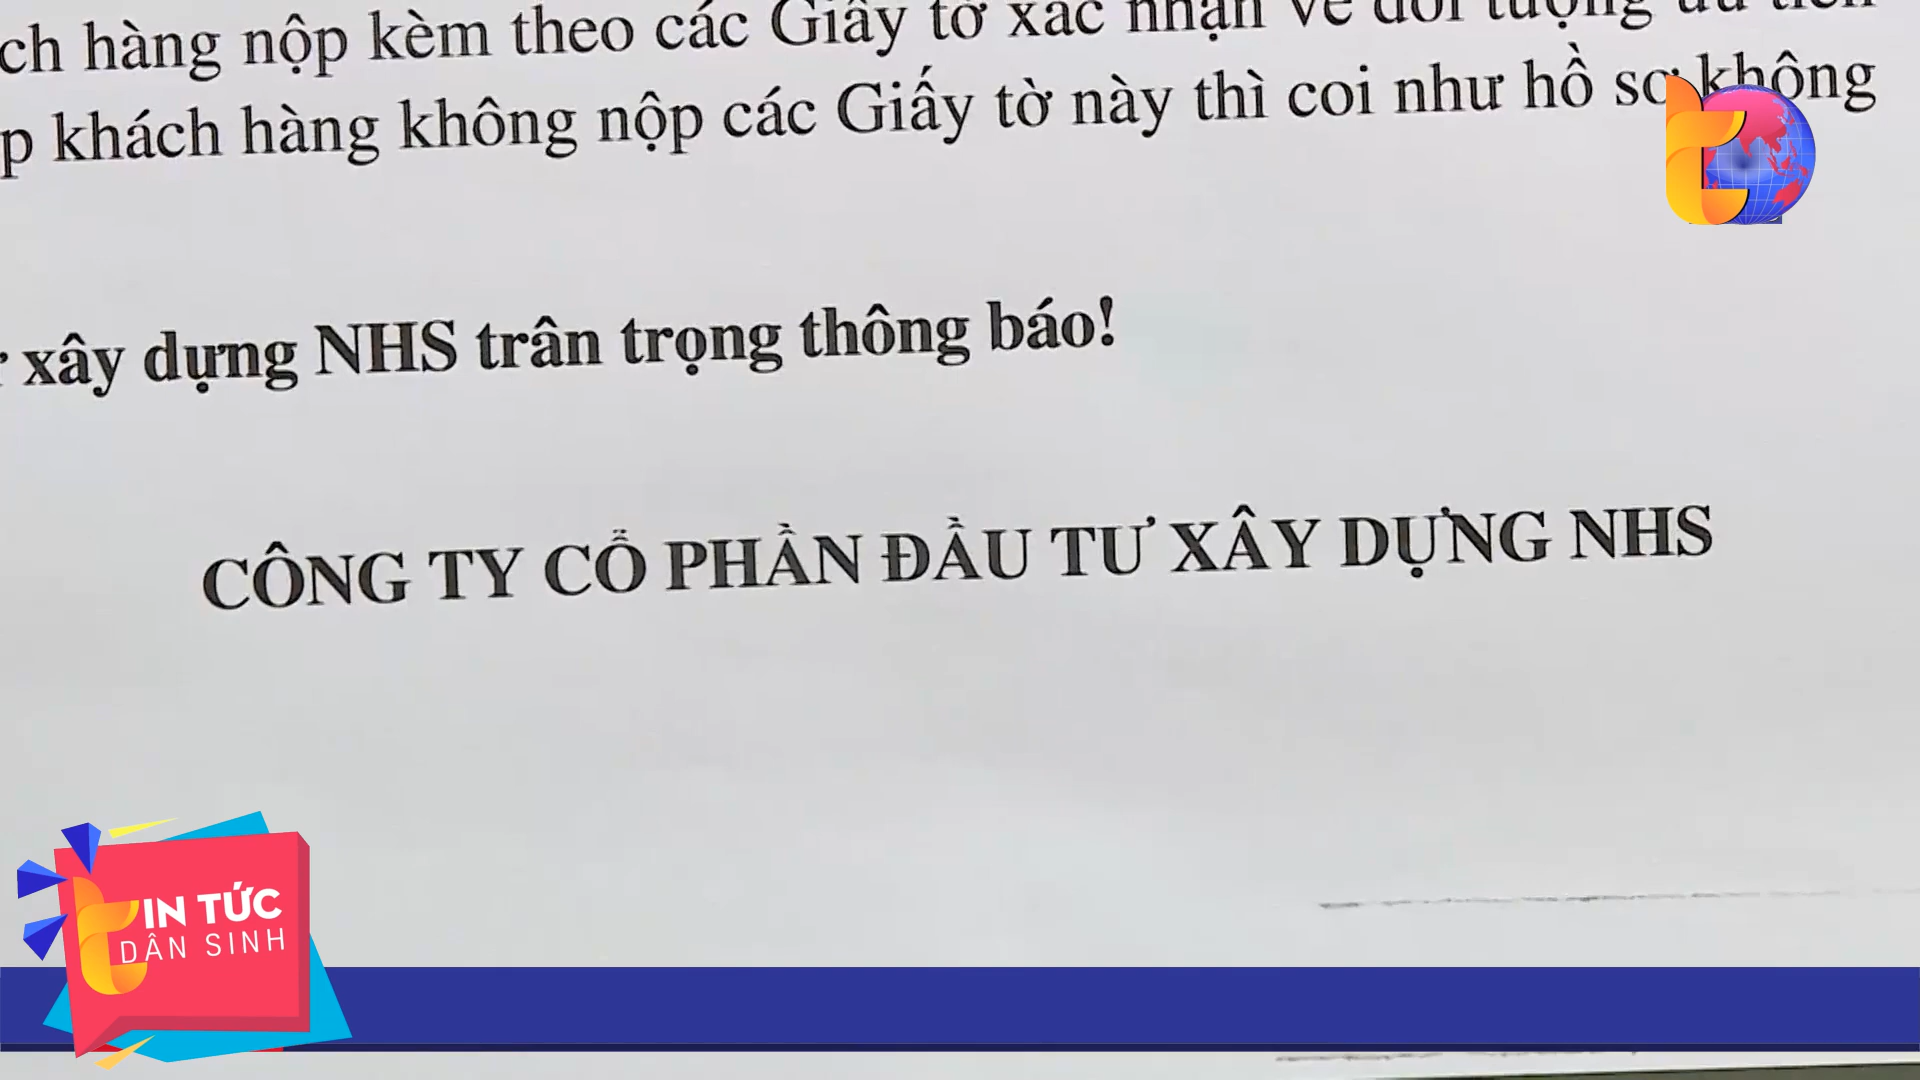 ch hàng nộp kèm theo các Giấy tờ xác nhận về đối tượng ưu tiên
p khách hàng không nộp các Giấy tờ này thì coi như hồ sơ không
xây dựng NHS trân trọng thông báo!
CÔNG TY CỔ PHẦN ĐẦU TƯ XÂY DỰNG NHS
TIN TỨC
DÂN SINH